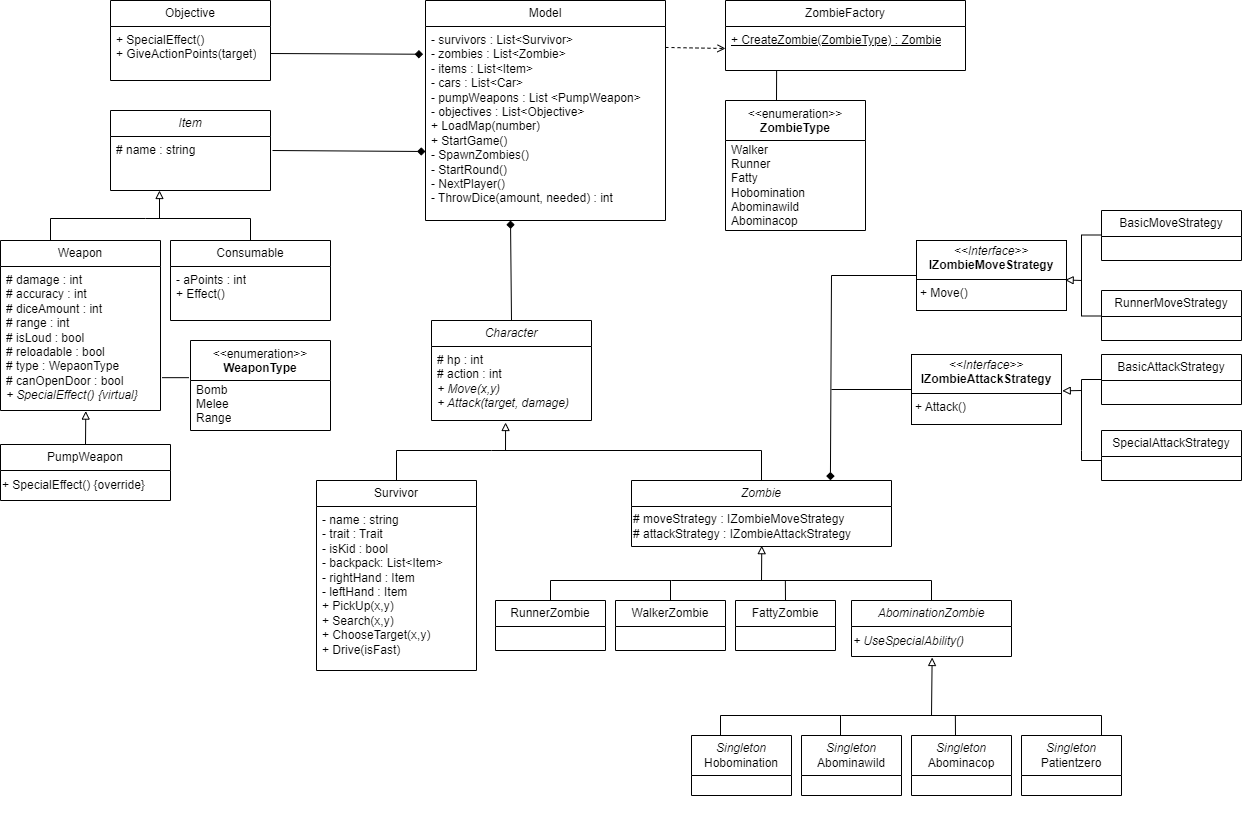 Objective
+ SpecialEffect()
+ GiveActionPoints(target)
Model
- survivors : List<Survivor>
- zombies : List<Zombie>
- items : List<Item>
- cars : List<Car>
- pumpWeapons : List <PumpWeapon>
- objectives : List<Objective>
+ LoadMap(number)
+ StartGame()
- SpawnZombies()
- StartRound()
- NextPlayer()
- ThrowDice(amount, needed) : int
ZombieFactory
+ CreateZombie(ZombieType) : Zombie
<<enumeration>>
ZombieType
Walker
Runner
Fatty
Hobomination
Abominawild
Abominacop
Item
# name : string
Weapon
# damage : int
# accuracy : int
# diceAmount : int
# range : int
# isLoud : bool
# reloadable : bool
# type : WepaonType
# canOpenDoor : bool
+ SpecialEffect() {virtual}
Consumable
- aPoints : int
+ Effect()
<<enumeration>>
WeaponType
Bomb
Melee
Range
PumpWeapon
+ SpecialEffect() {override}
Character
# hp : int
# action : int
+ Move(x,y)
+ Attack(target, damage)
<<Interface>>
IZombieMoveStrategy
+ Move()
BasicMoveStrategy
RunnerMoveStrategy
<<Interface>>
IZombieAttackStrategy
+ Attack()
BasicAttackStrategy
SpecialAttackStrategy
Survivor
- name : string
- trait : Trait
- isKid : bool
- backpack: List<Item>
- rightHand : Item
- leftHand : Item
+ PickUp(x,y)
+ Search(x,y)
+ ChooseTarget(x,y)
+ Drive(isFast)
Zombie
# moveStrategy : IZombieMoveStrategy
# attackStrategy : IZombieAttackStrategy
RunnerZombie
WalkerZombie
FattyZombie
AbominationZombie
+ UseSpecialAbility()
Singleton
Hobomination
Singleton
Abominawild
Singleton
Abominacop
Singleton
Patientzero